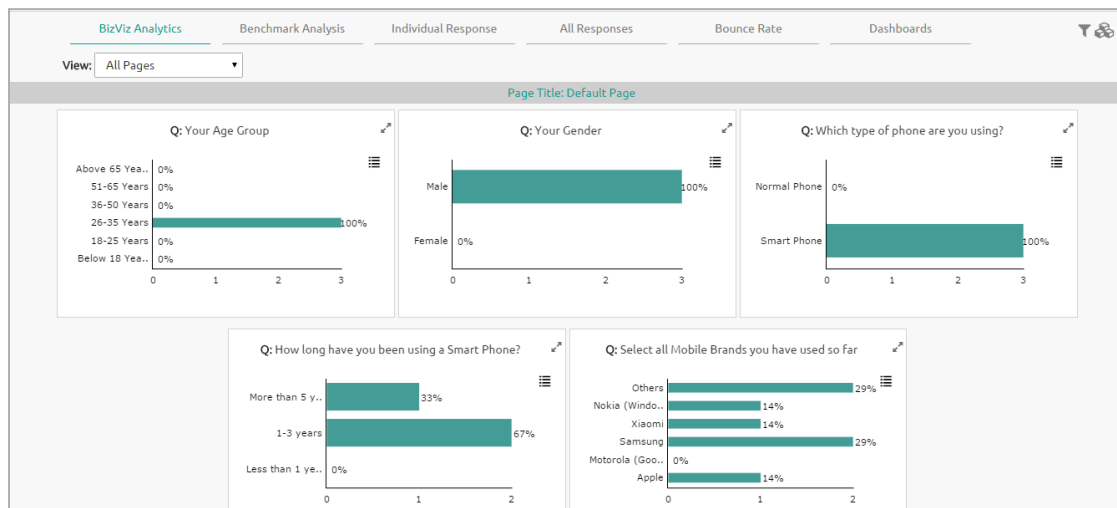 BizViz Analytics Benchmark Analysis Individual Response All Responses Bounce Rate Dashboards
View: All Pages
Page Title: Default Page
Q: Your Age Group
Above 65 Yea.. 0%
51-65 Years 0%
36-50 Years 0%
26-35 Years 100%
18-25 Years 0%
Below 18 Yea.. 0%
0 1 2 3
Q: Your Gender
Male 100%
Female 0%
0 1 2 3
Q: Which type of phone are you using?
Normal Phone 0%
Smart Phone 100%
0 1 2 3
Q: How long have you been using a Smart Phone?
More than 5 y.. 33%
1-3 years 67%
Less than 1 ye.. 0%
0 1 2
Q: Select all Mobile Brands you have used so far
Others 29%
Nokia (Windo.. 14%
Xiaomi 14%
Samsung 29%
Motorola (Goo.. 0%
Apple 14%
0 1 2